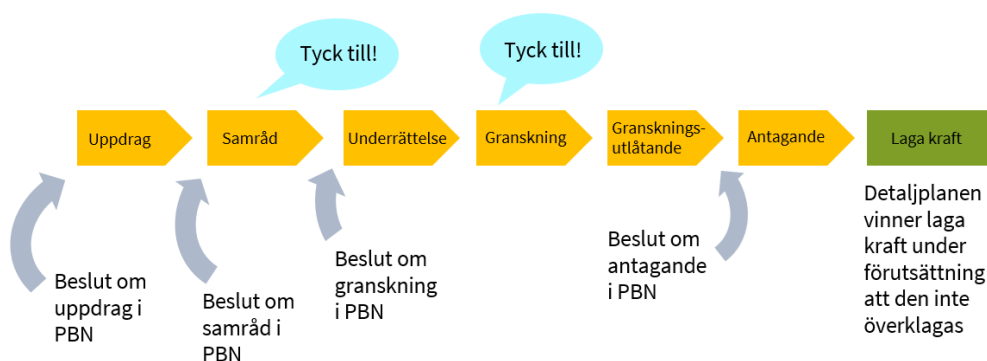 Tyck till!
Tyck till!
Uppdrag
Samråd
Underrättelse
Granskning
Gransknings-
utlåtande
Antagande
Laga kraft
Beslut om
uppdrag i
PBN
Beslut om
samråd i
PBN
Beslut om
granskning
i PBN
Beslut om
antagande
i PBN
Detaljplanen
vinner laga
kraft under
förutsättning
att den inte
överklagas